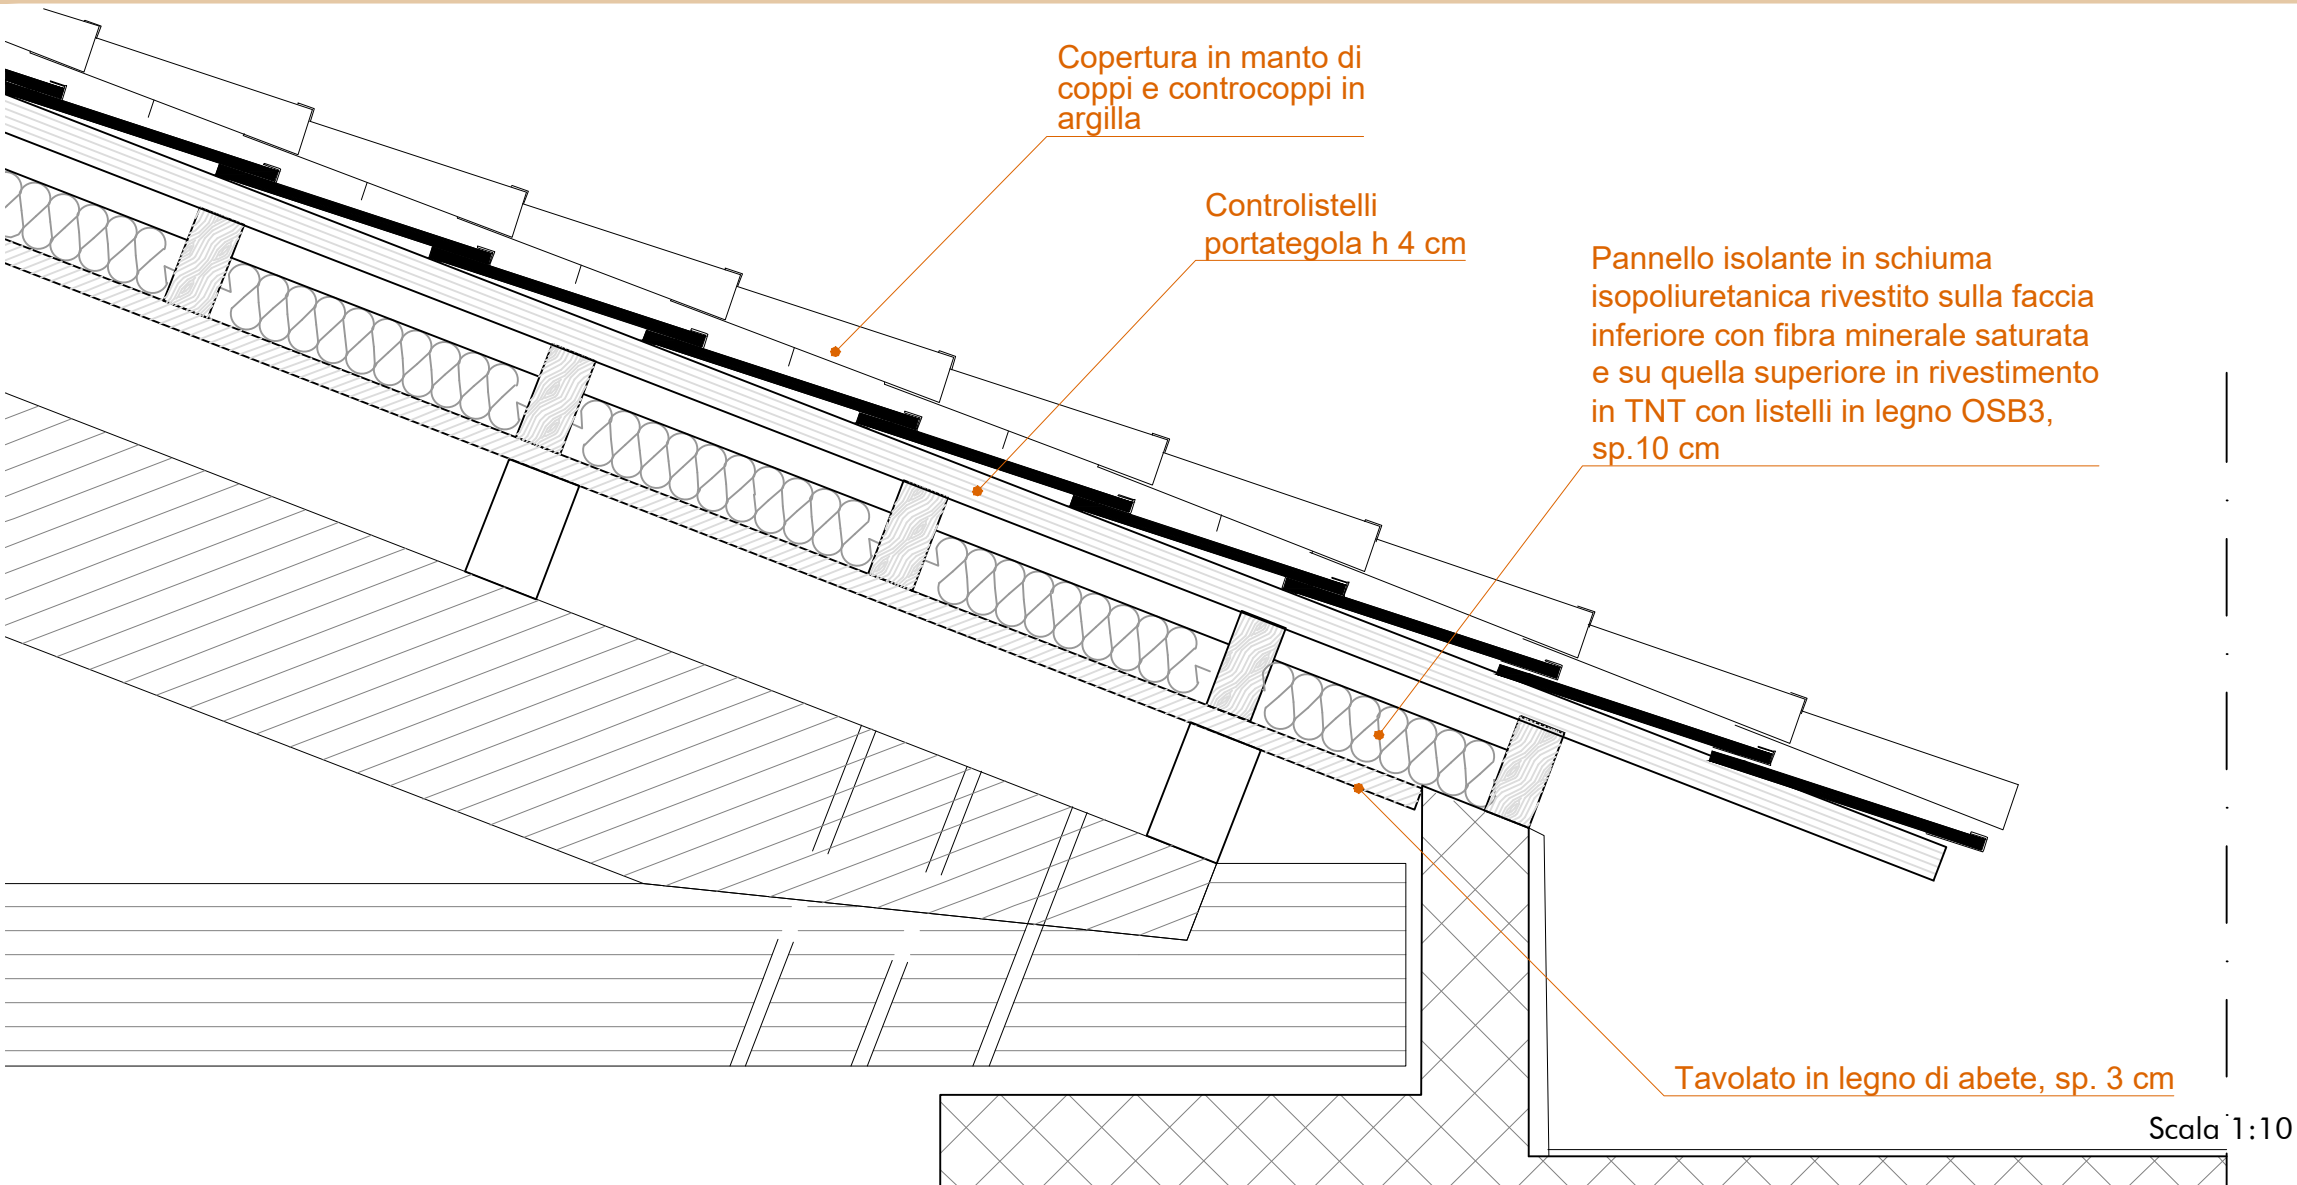 Copertura in manto di
coppi e controcoppi in
argilla
Controlistelli
portategola h 4 cm
Pannello isolante in schiuma
isopoliuretanica rivestito sulla faccia
inferiore con fibra minerale saturata
e su quella superiore in rivestimento
in TNT con listelli in legno OSB3,
sp.10 cm
Tavolato in legno di abete, sp. 3 cm
Scala 1:10